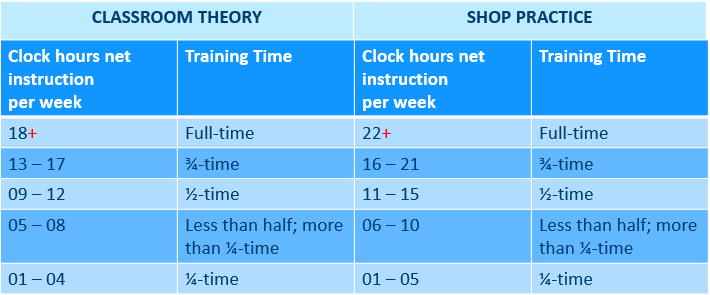 CLASSROOM THEORY SHOP PRACTICE
Clock hours net instruction per week Training Time Clock hours net instruction per week Training Time
18+ Full-time 22+ Full-time
13 – 17 ¾-time 16 – 21 ¾-time
09 – 12 ½-time 11 – 15 ½-time
05 – 08 Less than half; more than ¼-time 06 – 10 Less than half; more than ¼-time
01 – 04 ¼-time 01 – 05 ¼-time